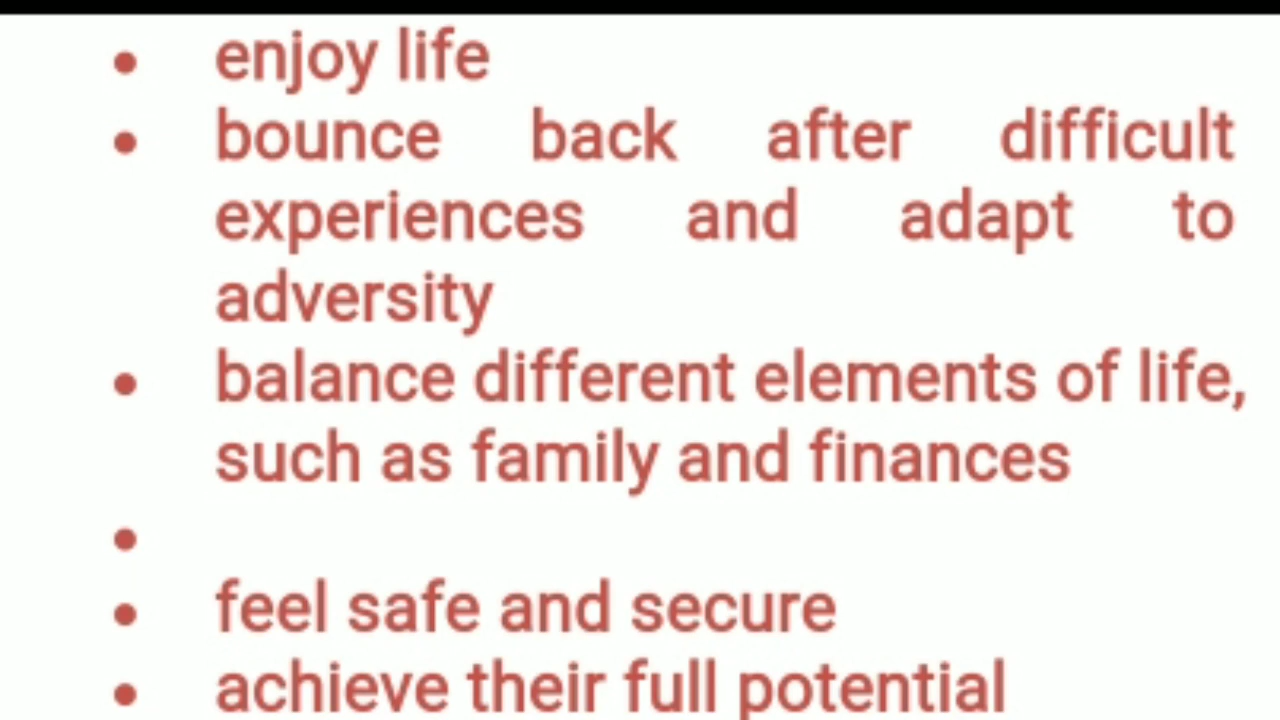 • enjoy life
• bounce back after difficult
experiences and adapt to
adversity
• balance different elements of life,
such as family and finances
•
• feel safe and secure
• achieve their full potential